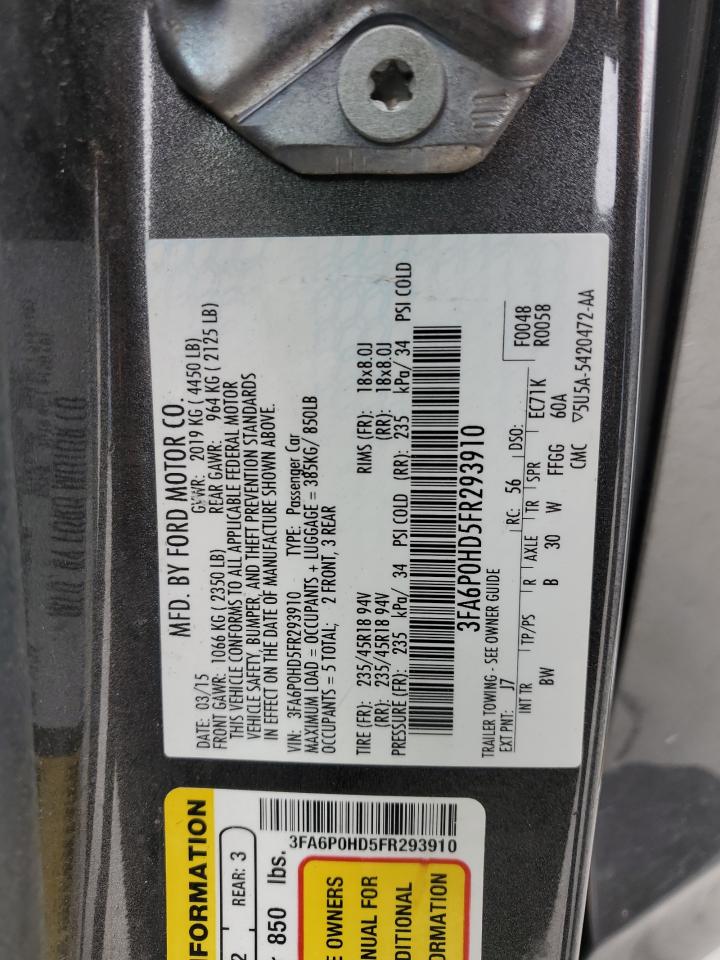 MFD. BY FORD MOTOR CO.
DATE: 03/15 GVWR: 2019 KG ( 4450 LB)
FRONT GAWR: 1066 KG ( 2350 LB) REAR GAWR: 964 KG ( 2125 LB)
THIS VEHICLE CONFORMS TO ALL APPLICABLE FEDERAL MOTOR
VEHICLE SAFETY, BUMPER, AND THEFT PREVENTION STANDARDS
IN EFFECT ON THE DATE OF MANUFACTURE SHOWN ABOVE.
VIN: 3FA6P0HD5FR293910 TYPE: Passenger Car
MAXIMUM LOAD = OCCUPANTS + LUGGAGE = 385KG/ 850LB
OCCUPANTS = 5 TOTAL; 2 FRONT, 3 REAR
TIRE (FR): 235/45R18 94V RIMS (FR): 18x8.0J
(RR): 235/45R18 94V (RR): 18x8.0J
PRESSURE (FR): 235 kPa/ 34 PSI COLD (RR): 235 kPa/ 34 PSI COLD
3FA6P0HD5FR293910
TRAILER TOWING - SEE OWNER GUIDE
EXT PNT: J7 RC: 56 DSO: F0048
R0058
INT TR TP/PS R AXLE TR SPR EC71K
BW B 30 W FFGG 60A
CMC ▽5U5A-5420472-AA
NFORMATION
2 REAR: 3
850 lbs.
3FA6P0HD5FR293910
E OWNERS
ANUAL FOR
DITIONAL
ORMATION